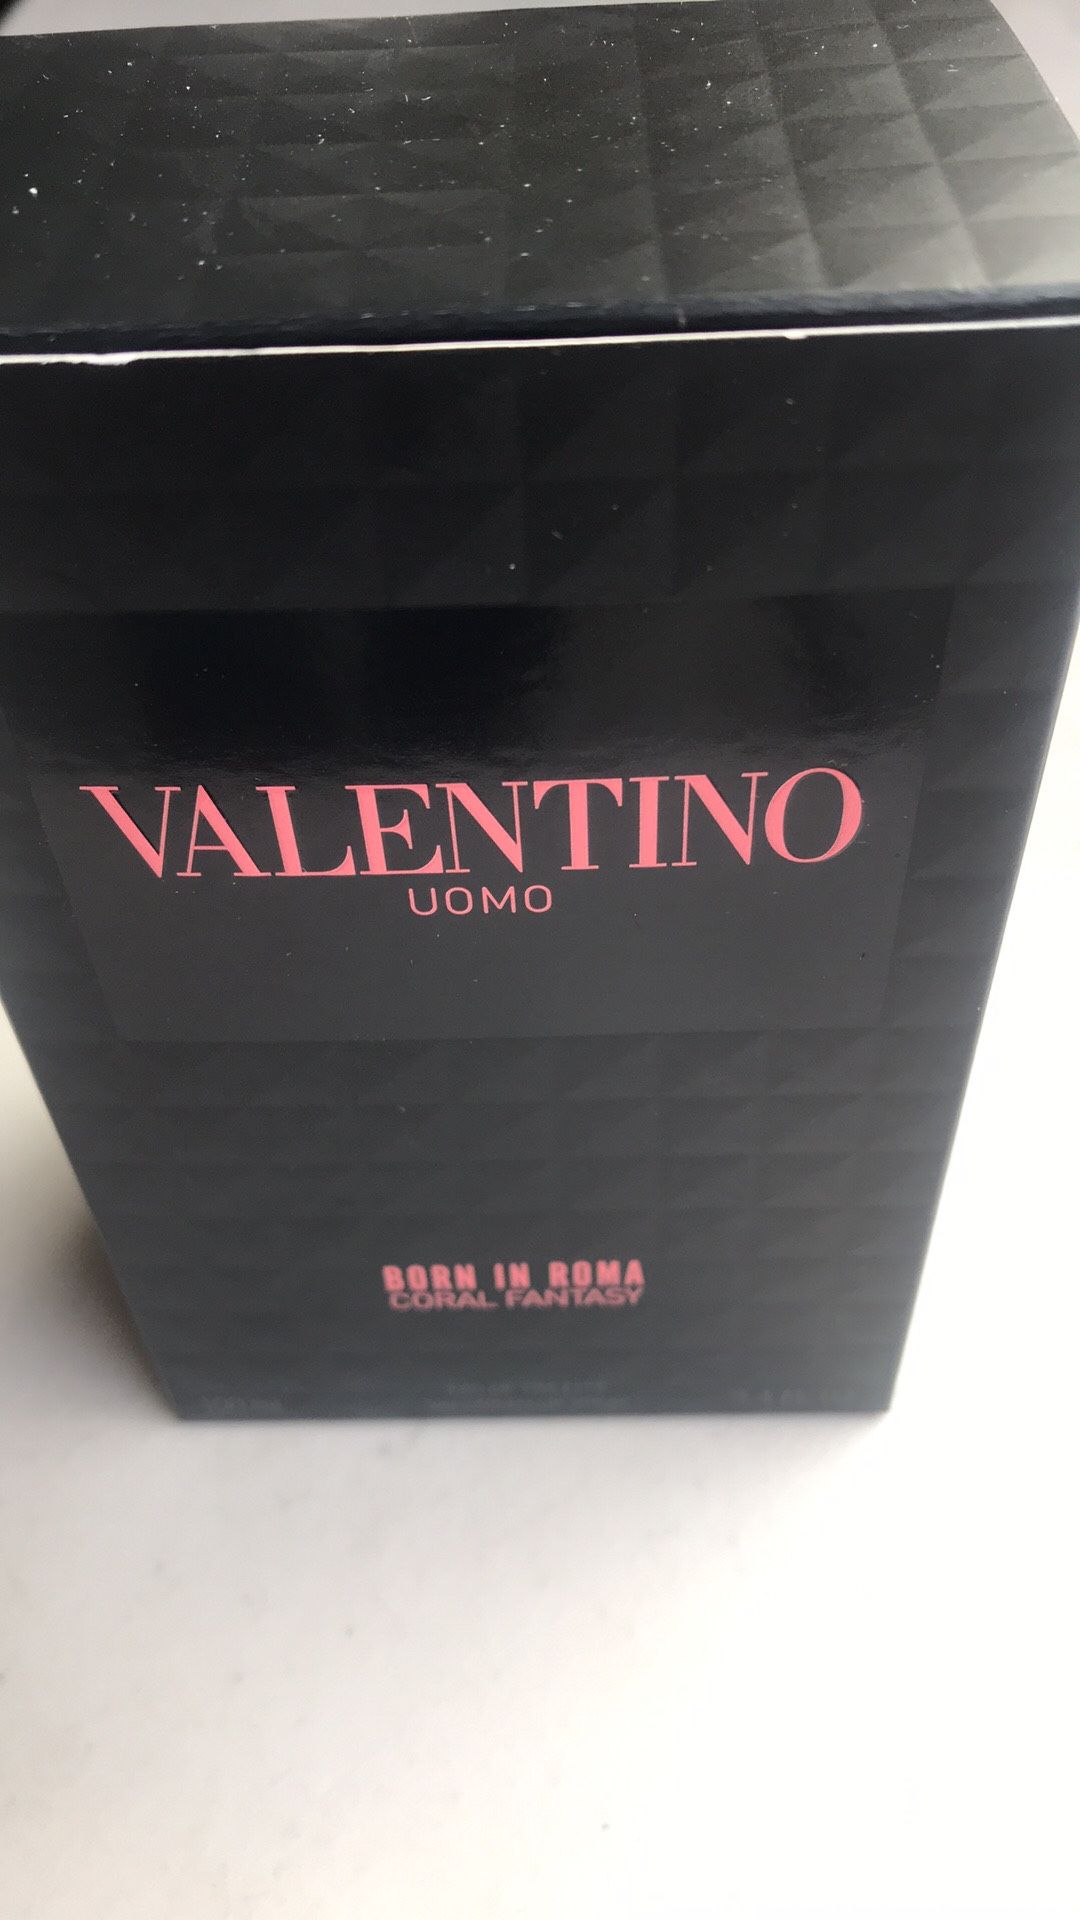 VALENTINO
UOMO
BORN IN ROMA
CORAL FANTASY